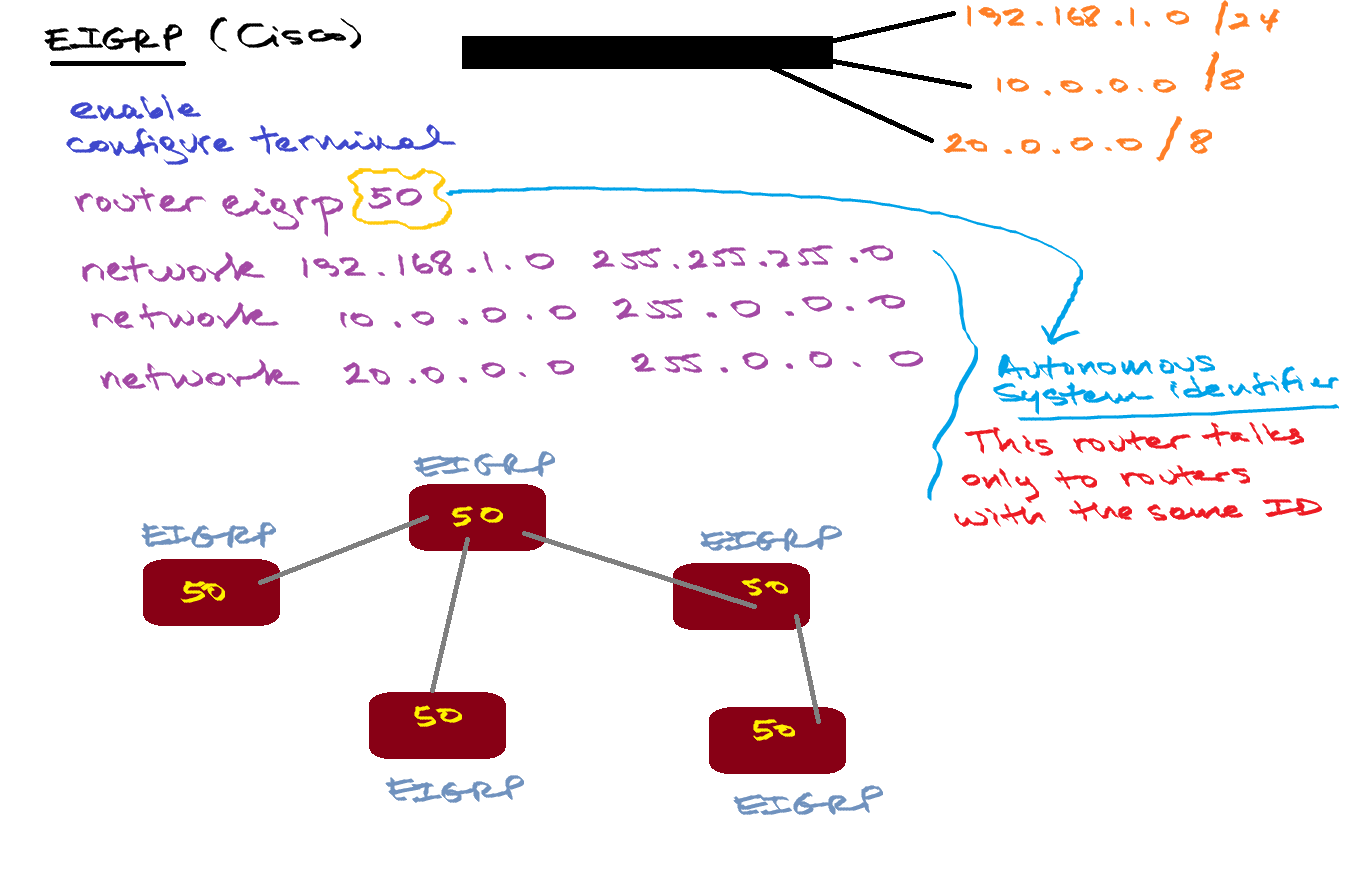 EIGRP (Cisco)
192.168.1.0 /24
10.0.0.0 /8
20.0.0.0 /8
enable
configure terminal
router eigrp 50
network 192.168.1.0 255.255.255.0
network 10.0.0.0 255.0.0.0
network 20.0.0.0 255.0.0.0
Autonomous
System identifier
This router talks
only to routers
with the same ID
EIGRP
50
EIGRP
50
EIGRP
50
50
EIGRP
50
EIGRP